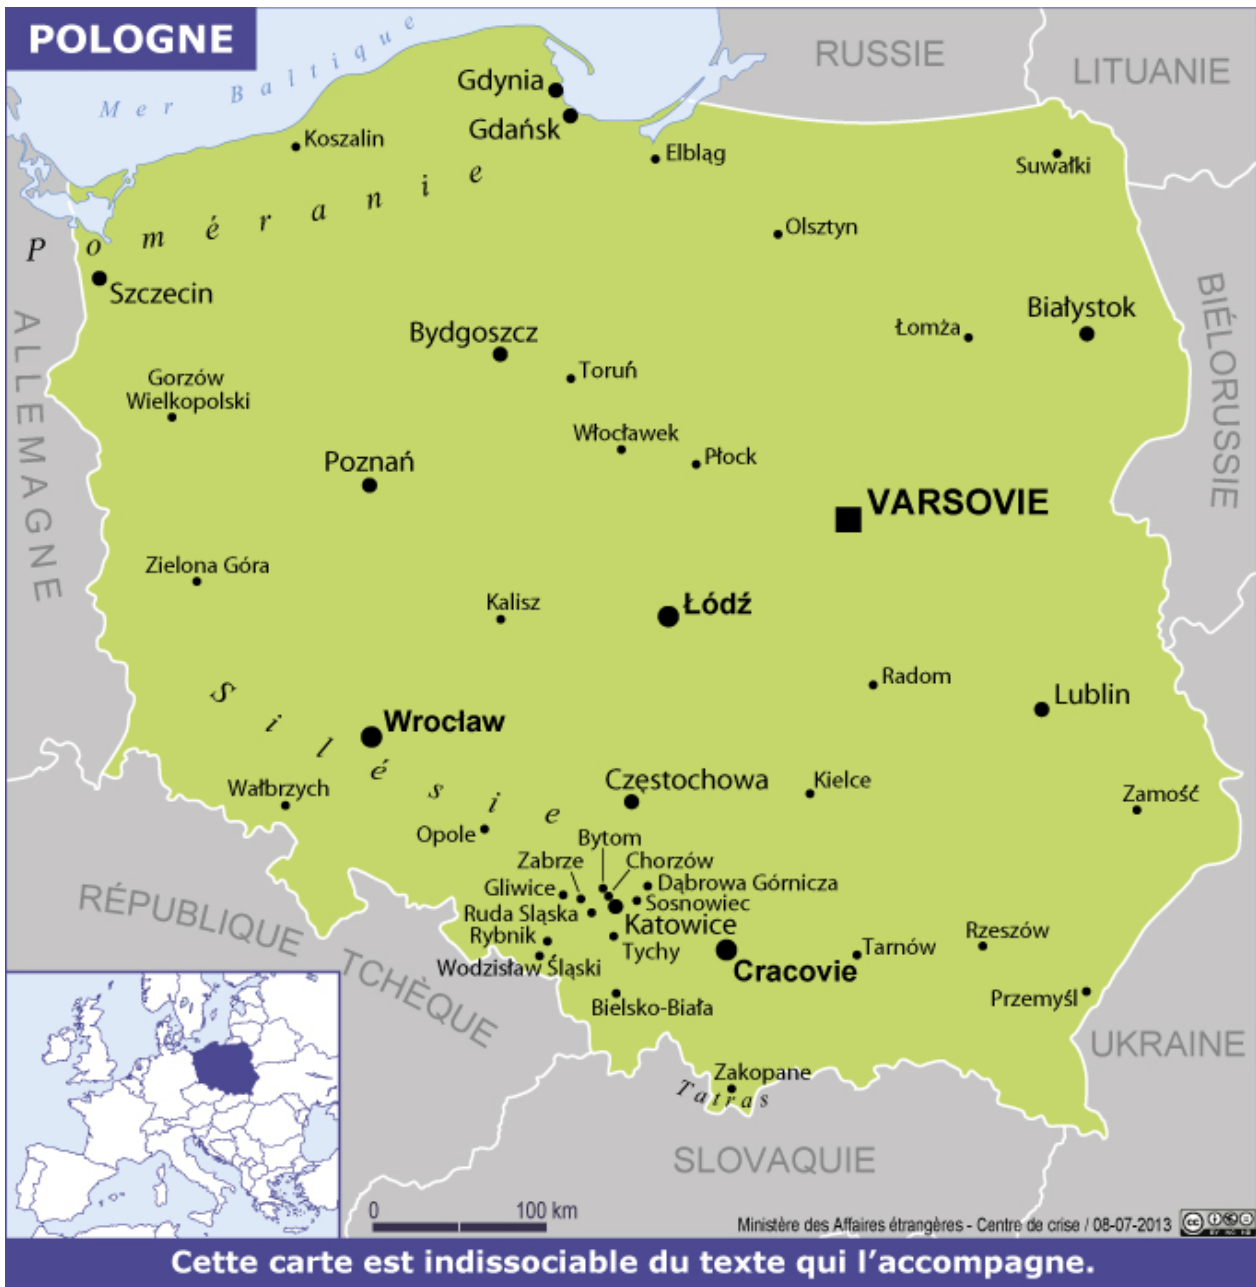 POLOGNE
RUSSIE
LITUANIE
Mer Baltique
Gdynia
Gdańsk
Koszalin
Elbląg
Suwałki
Poméranie
Olsztyn
Szczecin
ALLEMAGNE
BIÉLORUSSIE
Białystok
Łomża
Bydgoszcz
Toruń
Gorzów
Wielkopolski
Włocławek
Płock
Poznań
VARSOVIE
Zielona Góra
Kalisz
Łódź
Radom
Lublin
Silésie
Wrocław
Wałbrzych
Częstochowa
Kielce
Zamość
Opole
Bytom
Zabrze
Chorzów
Gliwice
Dąbrowa Górnicza
Ruda Sląska
Sosnowiec
Katowice
Rybnik
Tychy
Wodzisław Śląski
Cracovie
Tarnów
Rzeszów
Bielsko-Biała
Przemyśl
RÉPUBLIQUE TCHÈQUE
UKRAINE
Zakopane
Tatras
SLOVAQUIE
0 100 km
Ministère des Affaires étrangères - Centre de crise / 08-07-2013
cc
Cette carte est indissociable du texte qui l'accompagne.